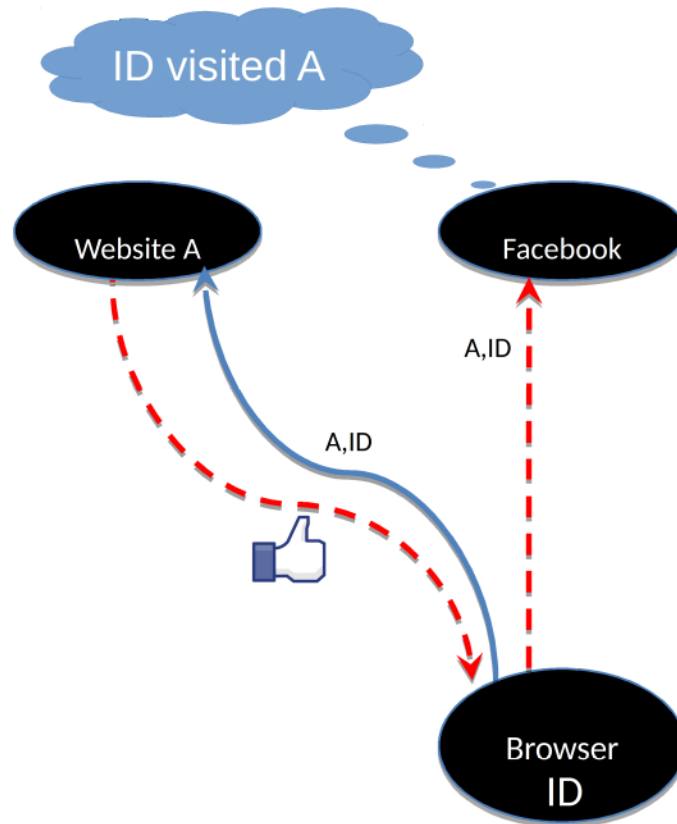 ID visited A
Website A
Facebook
A,ID
A,ID
Browser
ID